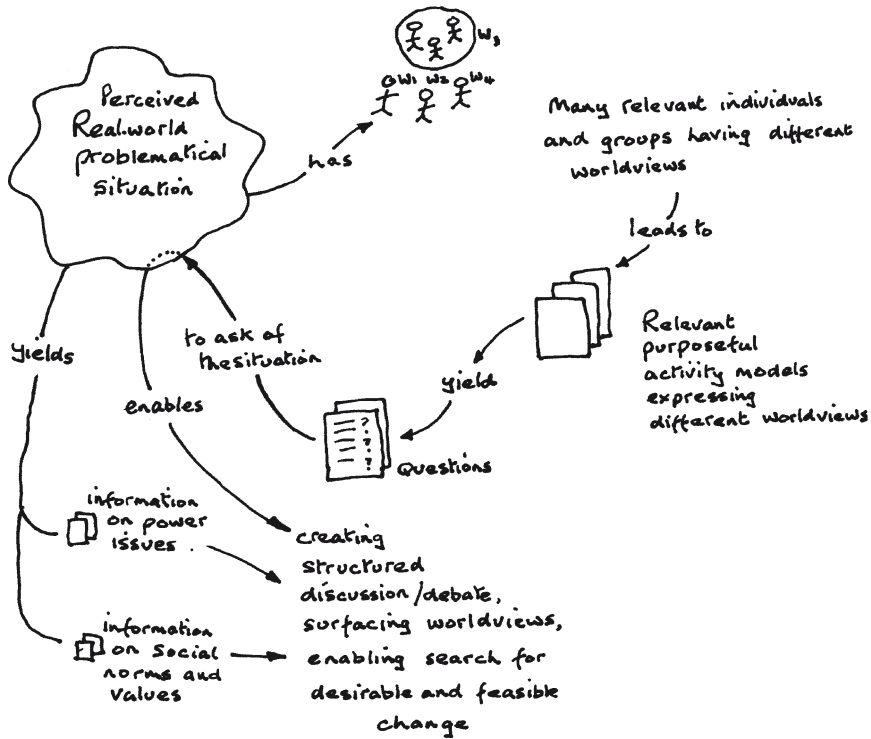 Perceived
Real-world
problematical
situation
has
W3
W1 W2 W4
Many relevant individuals
and groups having different
worldviews
leads to
Relevant
purposeful
activity models
expressing
different worldviews
yield
Questions
? ? ? ?
to ask of
the situation
yields
enables
information
on power
issues.
information
on Social
norms and
values
creating
structured
discussion/debate,
surfacing worldviews,
enabling search for
desirable and feasible
change